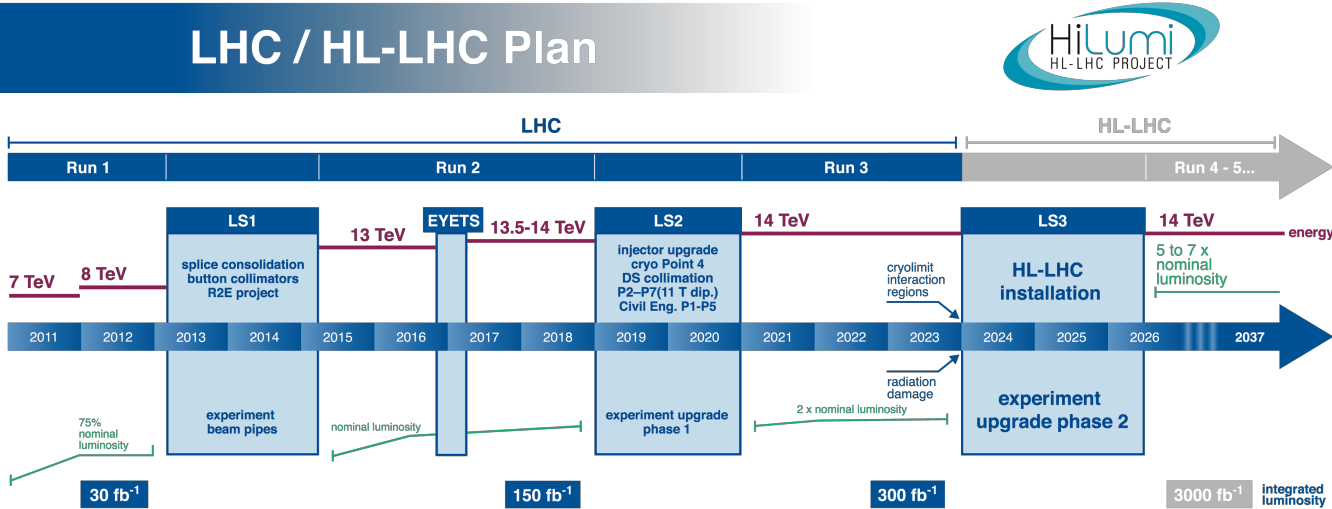 LHC / HL-LHC Plan
HiLumi
HL-LHC PROJECT
LHC
HL-LHC
Run 1
Run 2
Run 3
Run 4 - 5...
LS1
EYETS
LS2
LS3
7 TeV
8 TeV
13 TeV
13.5-14 TeV
14 TeV
14 TeV
energy
splice consolidation
button collimators
R2E project
injector upgrade
cryo Point 4
DS collimation
P2–P7(11 T dip.)
Civil Eng. P1-P5
cryolimit
interaction
regions
HL-LHC
installation
5 to 7 x
nominal
luminosity
2011
2012
2013
2014
2015
2016
2017
2018
2019
2020
2021
2022
2023
2024
2025
2026
2037
75%
nominal
luminosity
experiment
beam pipes
nominal luminosity
experiment upgrade
phase 1
2 x nominal luminosity
radiation
damage
experiment
upgrade phase 2
30 fb⁻¹
150 fb⁻¹
300 fb⁻¹
3000 fb⁻¹
integrated
luminosity